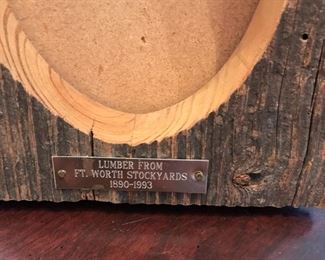 LUMBER FROM
FT. WORTH STOCKYARDS
1890-1993